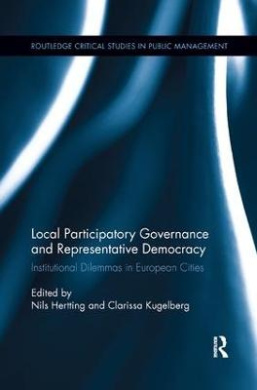 ROUTLEDGE CRITICAL STUDIES IN PUBLIC MANAGEMENT
Local Participatory Governance
and Representative Democracy
Institutional Dilemmas in European Cities
Edited by
Nils Hertting and Clarissa Kugelberg
R